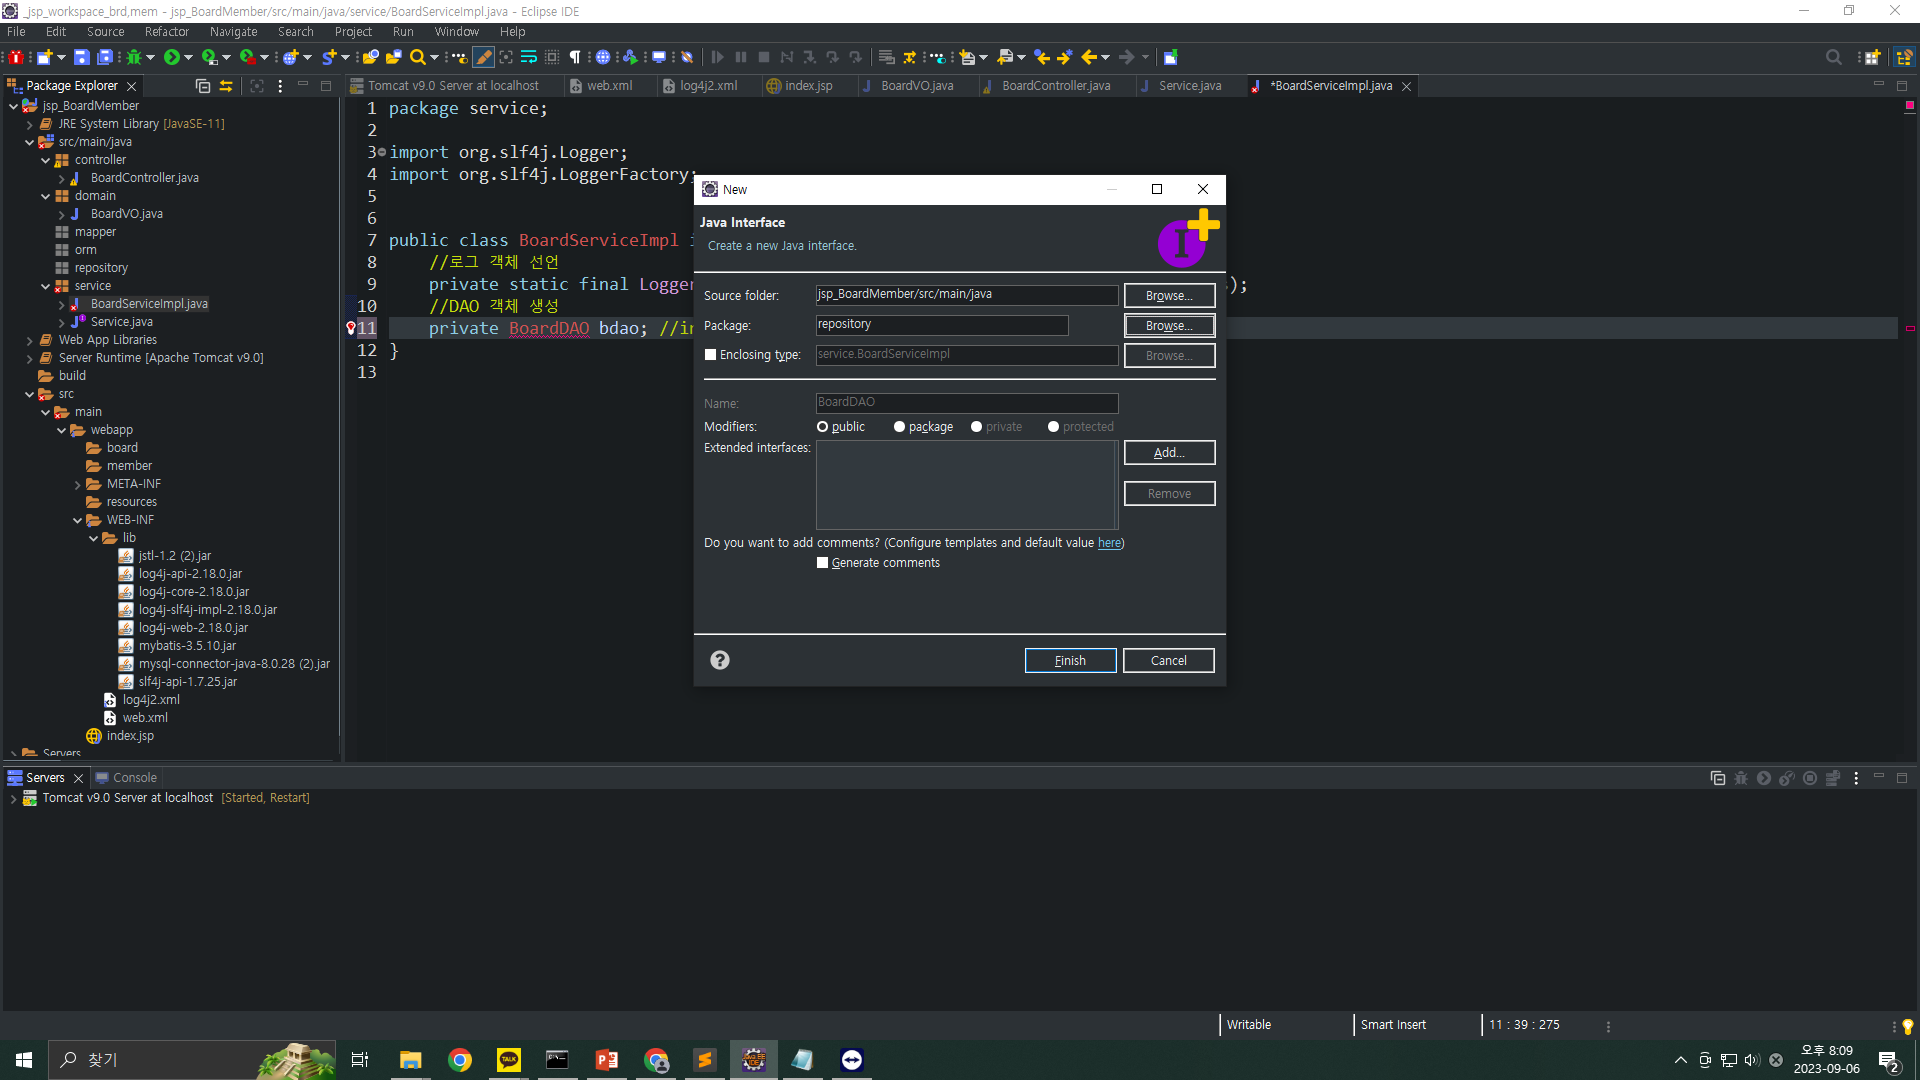 _jsp_workspace_brd,mem - jsp_BoardMember/src/main/java/service/BoardServiceImpl.java - Eclipse IDE
File Edit Source Refactor Navigate Search Project Run Window Help
Package Explorer
Tomcat v9.0 Server at localhost web.xml log4j2.xml index.jsp BoardVO.java BoardController.java Service.java *BoardServiceImpl.java
jsp_BoardMember
JRE System Library [JavaSE-11]
src/main/java
controller
BoardController.java
domain
BoardVO.java
mapper
orm
repository
service
BoardServiceImpl.java
Service.java
Web App Libraries
Server Runtime [Apache Tomcat v9.0]
build
src
main
webapp
board
member
META-INF
resources
WEB-INF
lib
jstl-1.2 (2).jar
log4j-api-2.18.0.jar
log4j-core-2.18.0.jar
log4j-slf4j-impl-2.18.0.jar
log4j-web-2.18.0.jar
mybatis-3.5.10.jar
mysql-connector-java-8.0.28 (2).jar
slf4j-api-1.7.25.jar
log4j2.xml
web.xml
index.jsp
Servers
1 package service;
2
3 import org.slf4j.Logger;
4 import org.slf4j.LoggerFactory;
5
6
7 public class BoardServiceImpl
8 //로그 객체 선언
9 private static final Logger );
10 //DAO 객체 생성
11 private BoardDAO bdao; //in
12 }
13
New
Java Interface
Create a new Java interface.
Source folder: jsp_BoardMember/src/main/java Browse...
Package: repository Browse...
Enclosing type: service.BoardServiceImpl Browse...
Name: BoardDAO
Modifiers: public package private protected
Extended interfaces: Add...
Remove
Do you want to add comments? (Configure templates and default value here)
Generate comments
Finish Cancel
Servers Console
Tomcat v9.0 Server at localhost [Started, Restart]
Writable Smart Insert 11 : 39 : 275
찾기
TALK
오후 8:09
2023-09-06
2